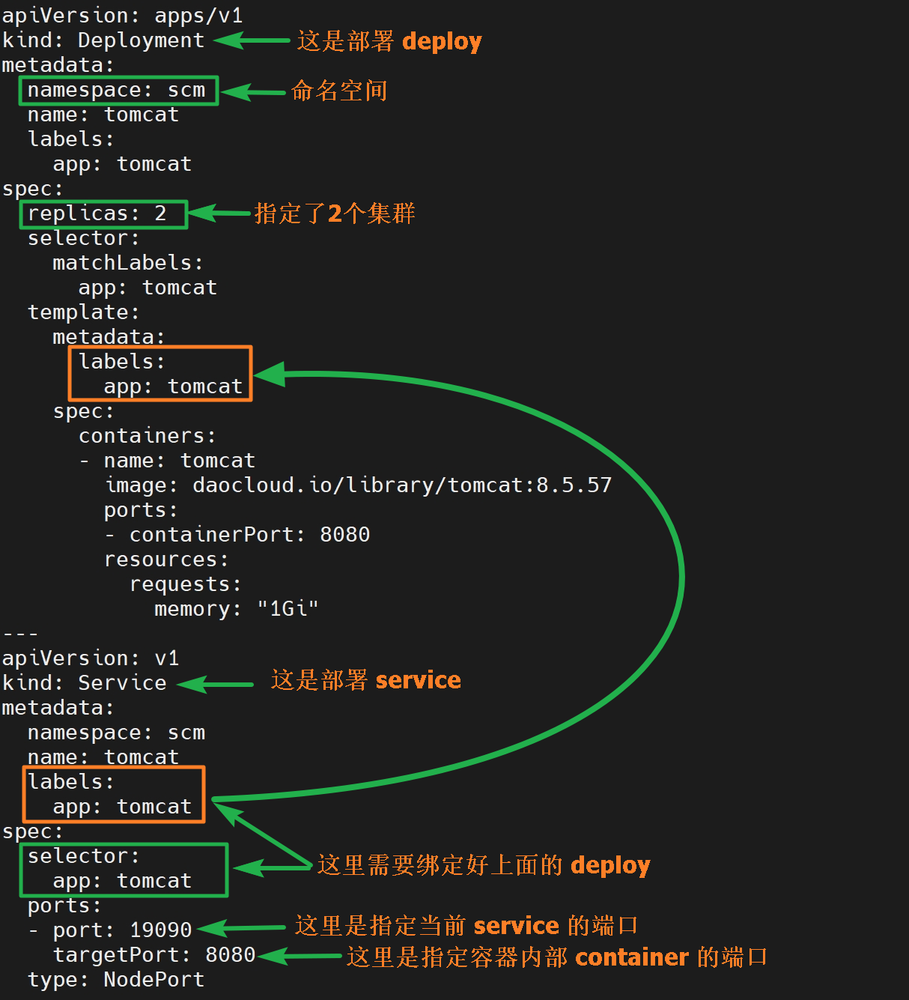 apiVersion: apps/v1
kind: Deployment 这是部署 deploy
metadata:
  namespace: scm 命名空间
  name: tomcat
  labels:
    app: tomcat
spec:
  replicas: 2 指定了2个集群
  selector:
    matchLabels:
      app: tomcat
  template:
    metadata:
      labels:
        app: tomcat
    spec:
      containers:
      - name: tomcat
        image: daocloud.io/library/tomcat:8.5.57
        ports:
        - containerPort: 8080
        resources:
          requests:
            memory: "1Gi"
---
apiVersion: v1
kind: Service 这是部署 service
metadata:
  namespace: scm
  name: tomcat
  labels:
    app: tomcat
spec:
  selector:
    app: tomcat 这里需要绑定好上面的 deploy
  ports:
  - port: 19090 这里是指定当前 service 的端口
    targetPort: 8080 这里是指定容器内部 container 的端口
  type: NodePort